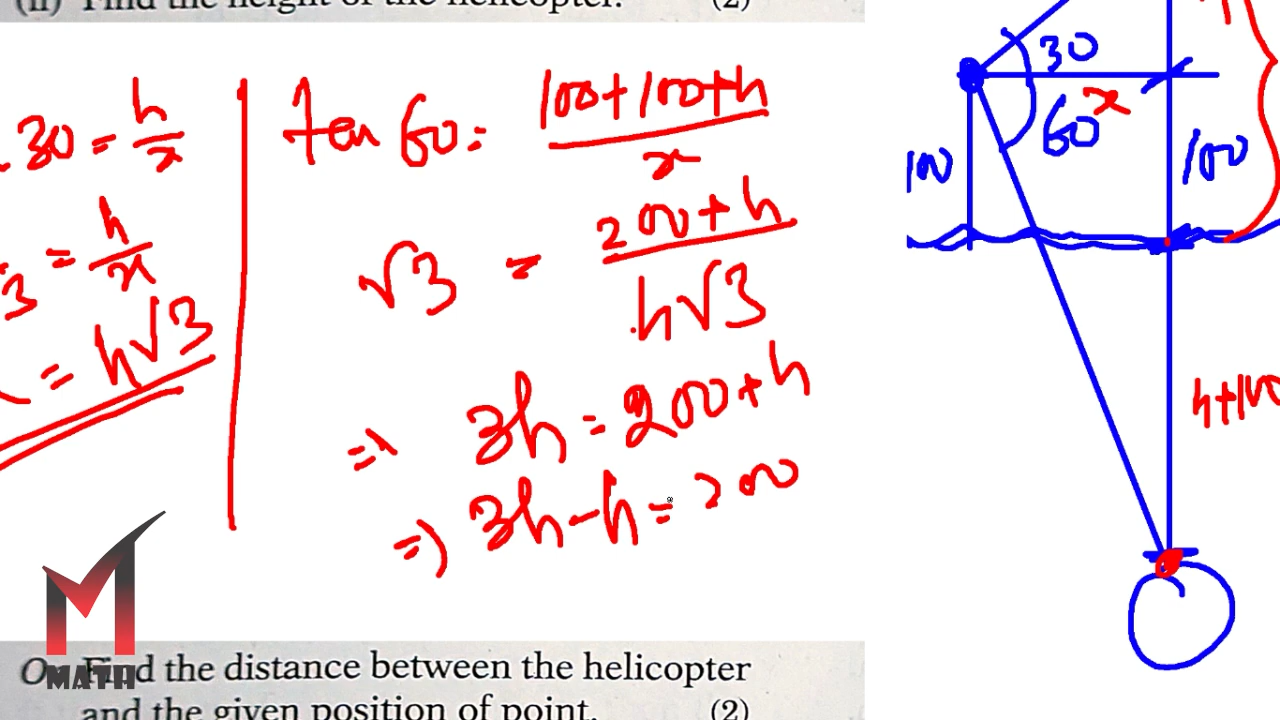 (ii) Find the height of the helicopter. (2)
30 = h/x
3 = h/x
= h√3
ten 60 = 100+100+h/x
√3 = 200+h/h√3
=> 3h = 200+h
=> 3h-h = 200
30
60
x
100
100
h+100
MATH
Find the distance between the helicopter
and the given position of point. (2)